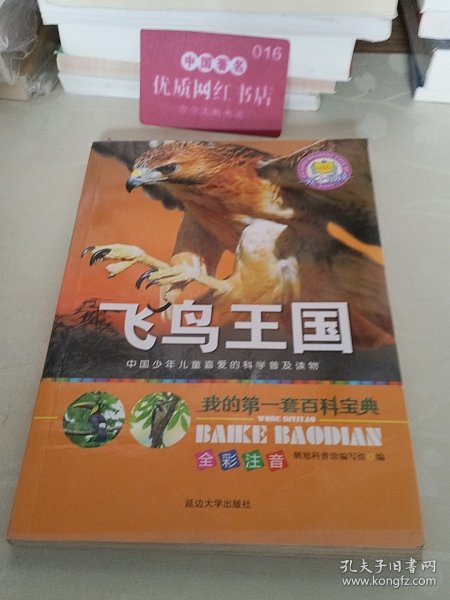 016
中国著名
优质网红书店
飞鸟王国
中国少年儿童喜爱的科学普及读物
我的第一套百科宝典
WODE DIYITAO
BAIKE BAODIAN
全彩注音
编
延边大学出版社
孔夫子旧书网
www.kongfz.com